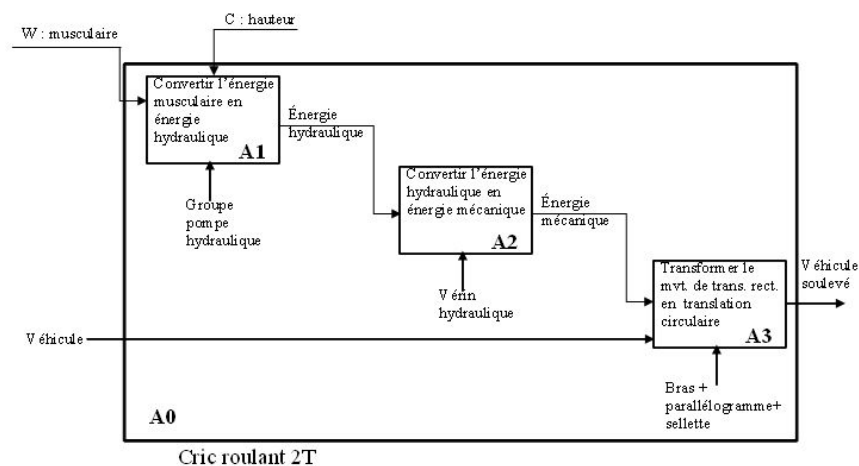 C : hauteur
W : musculaire
Convertir l'énergie
musculaire en
énergie
hydraulique
A1
Énergie
hydraulique
Groupe
pompe
hydraulique
Convertir l'énergie
hydraulique en
énergie mécanique
A2
Énergie
mécanique
Vérin
hydraulique
Transformer le
mvt. de trans. rect.
en translation
circulaire
A3
Véhicule
soulevé
Véhicule
Bras +
parallélogramme+
sellette
A0
Cric roulant 2T